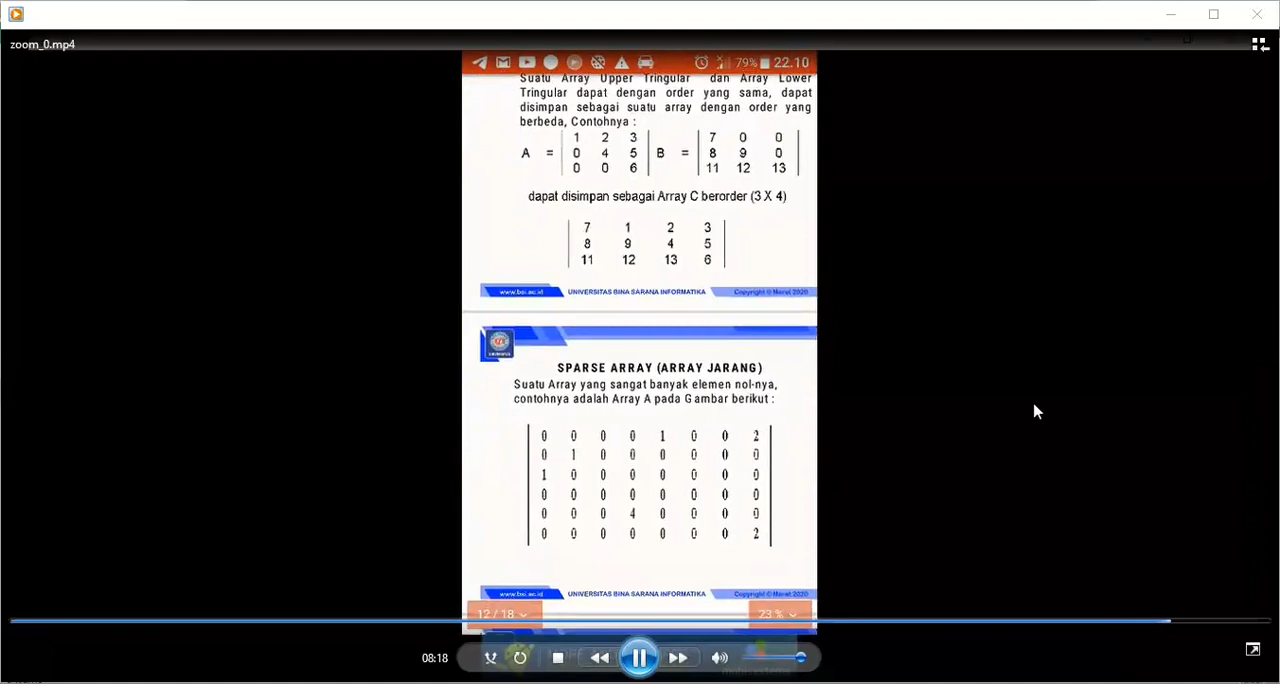 zoom_0.mp4
79% 22.10
Suatu Array Upper Tringular dan Array Lower
Tringular dapat dengan order yang sama, dapat
disimpan sebagai suatu array dengan order yang
berbeda, Contohnya :
1 2 3 7 0 0
A = 0 4 5 B = 8 9 0
0 0 6 11 12 13
dapat disimpan sebagai Array C berorder (3 X 4)
7 1 2 3
8 9 4 5
11 12 13 6
www.bsi.ac.id UNIVERSITAS BINA SARANA INFORMATIKA Copyright © Maret 2020
SPARSE ARRAY (ARRAY JARANG)
Suatu Array yang sangat banyak elemen nol-nya,
contohnya adalah Array A pada Gambar berikut :
0 0 0 0 1 0 0 2
0 1 0 0 0 0 0 0
1 0 0 0 0 0 0 0
0 0 0 0 0 0 0 0
0 0 0 4 0 0 0 0
0 0 0 0 0 0 0 2
www.bsi.ac.id UNIVERSITAS BINA SARANA INFORMATIKA Copyright © Maret 2020
12 / 18 23 %
08:18